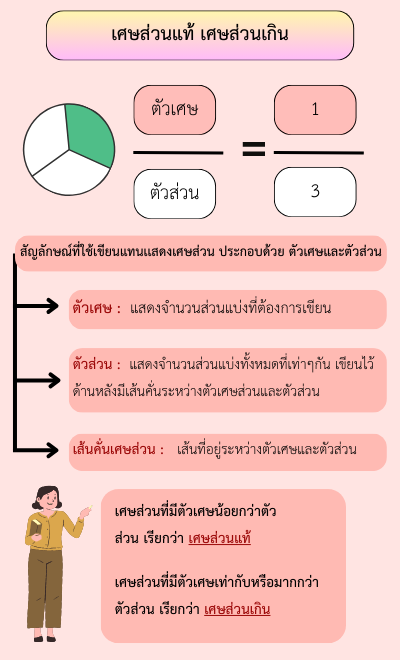 เศษส่วนแท้ เศษส่วนเกิน
ตัวเศษ
ตัวส่วน
=
1
3
สัญลักษณ์ที่ใช้เขียนแทนแสดงเศษส่วน ประกอบด้วย ตัวเศษและตัวส่วน
ตัวเศษ : แสดงจำนวนส่วนแบ่งที่ต้องการเขียน
ตัวส่วน : แสดงจำนวนส่วนแบ่งทั้งหมดที่เท่าๆกัน เขียนไว้
ด้านหลังมีเส้นคั่นระหว่างตัวเศษส่วนและตัวส่วน
เส้นคั่นเศษส่วน : เส้นที่อยู่ระหว่างตัวเศษและตัวส่วน
เศษส่วนที่มีตัวเศษน้อยกว่าตัว
ส่วน เรียกว่า เศษส่วนแท้
เศษส่วนที่มีตัวเศษเท่ากับหรือมากกว่า
ตัวส่วน เรียกว่า เศษส่วนเกิน